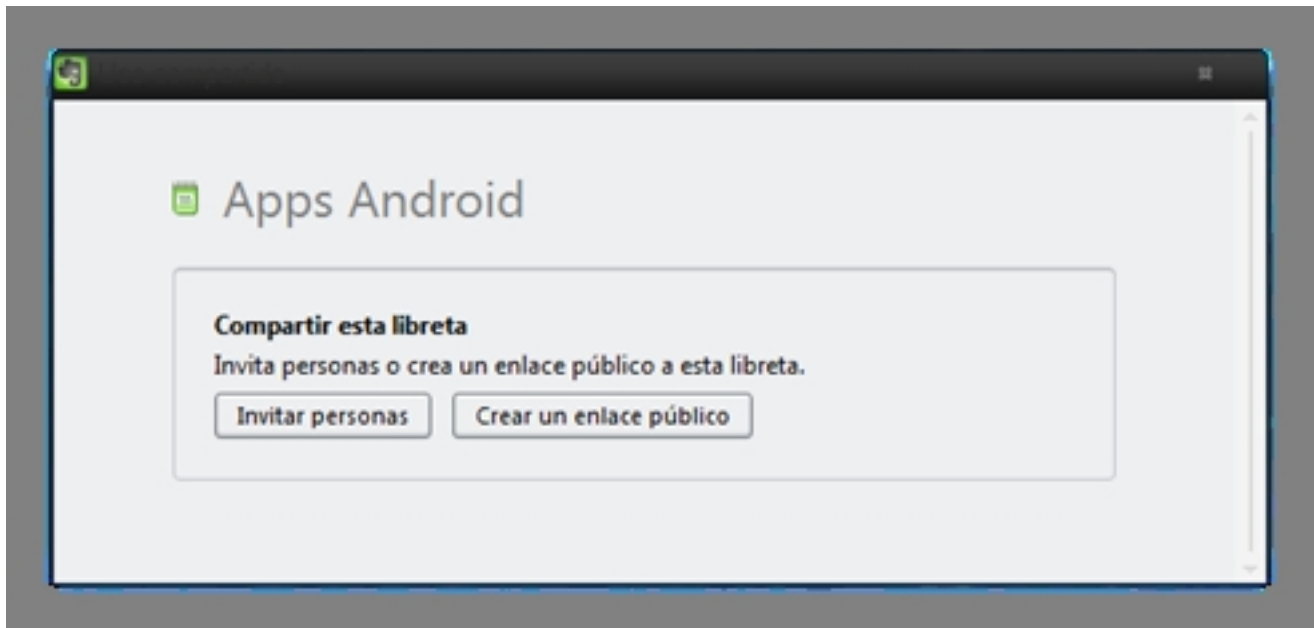 Apps Android
Compartir esta libreta
Invita personas o crea un enlace público a esta libreta.
Invitar personas
Crear un enlace público